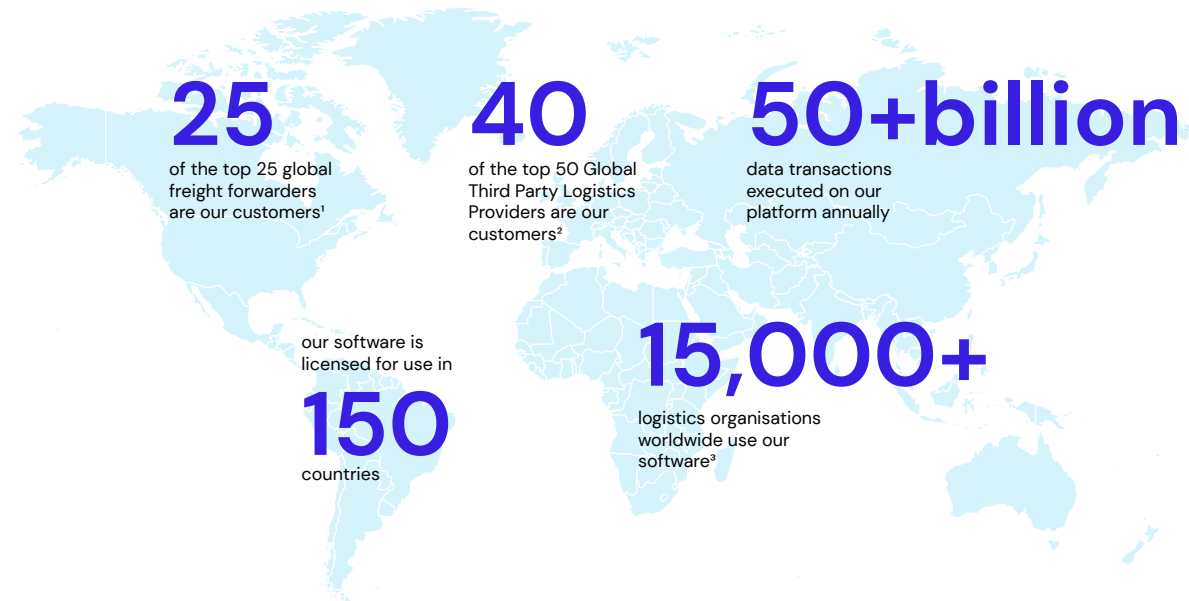 25
of the top 25 global
freight forwarders
are our customers¹
40
of the top 50 Global
Third Party Logistics
Providers are our
customers²
50+billion
data transactions
executed on our
platform annually
our software is
licensed for use in
150
countries
15,000+
logistics organisations
worldwide use our
software³